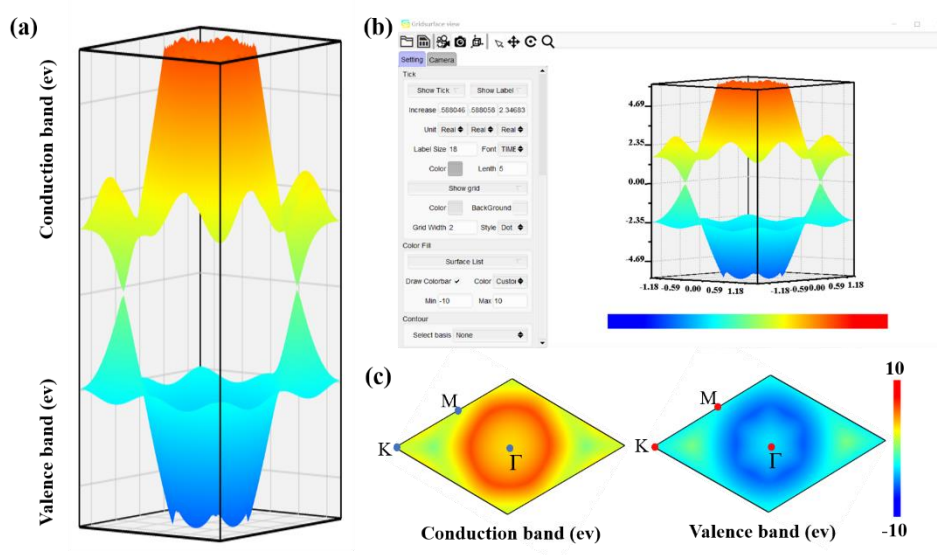 (a)
Conduction band (ev)
Valence band (ev)
(b)
Gridsurface view
Setting Camera
Tick
Show Tick Show Label
Increase .588046 .588058 2.34683
Unit Real Real Real
Label Size 18 Font TIME
Color Lenth 5
Show grid
Color BackGround
Grid Width 2 Style Dot
Color Fill
Surface List
Draw Colorbar Color Custor
Min -10 Max 10
Contour
Select basis None
4.69
2.35
0.00
-2.35
-4.69
-1.18 -0.59 0.00 0.59 1.18 -1.18 -0.59 0.00 0.59 1.18
(c)
M
K
Γ
Conduction band (ev)
M
K
Γ
Valence band (ev)
10
-10